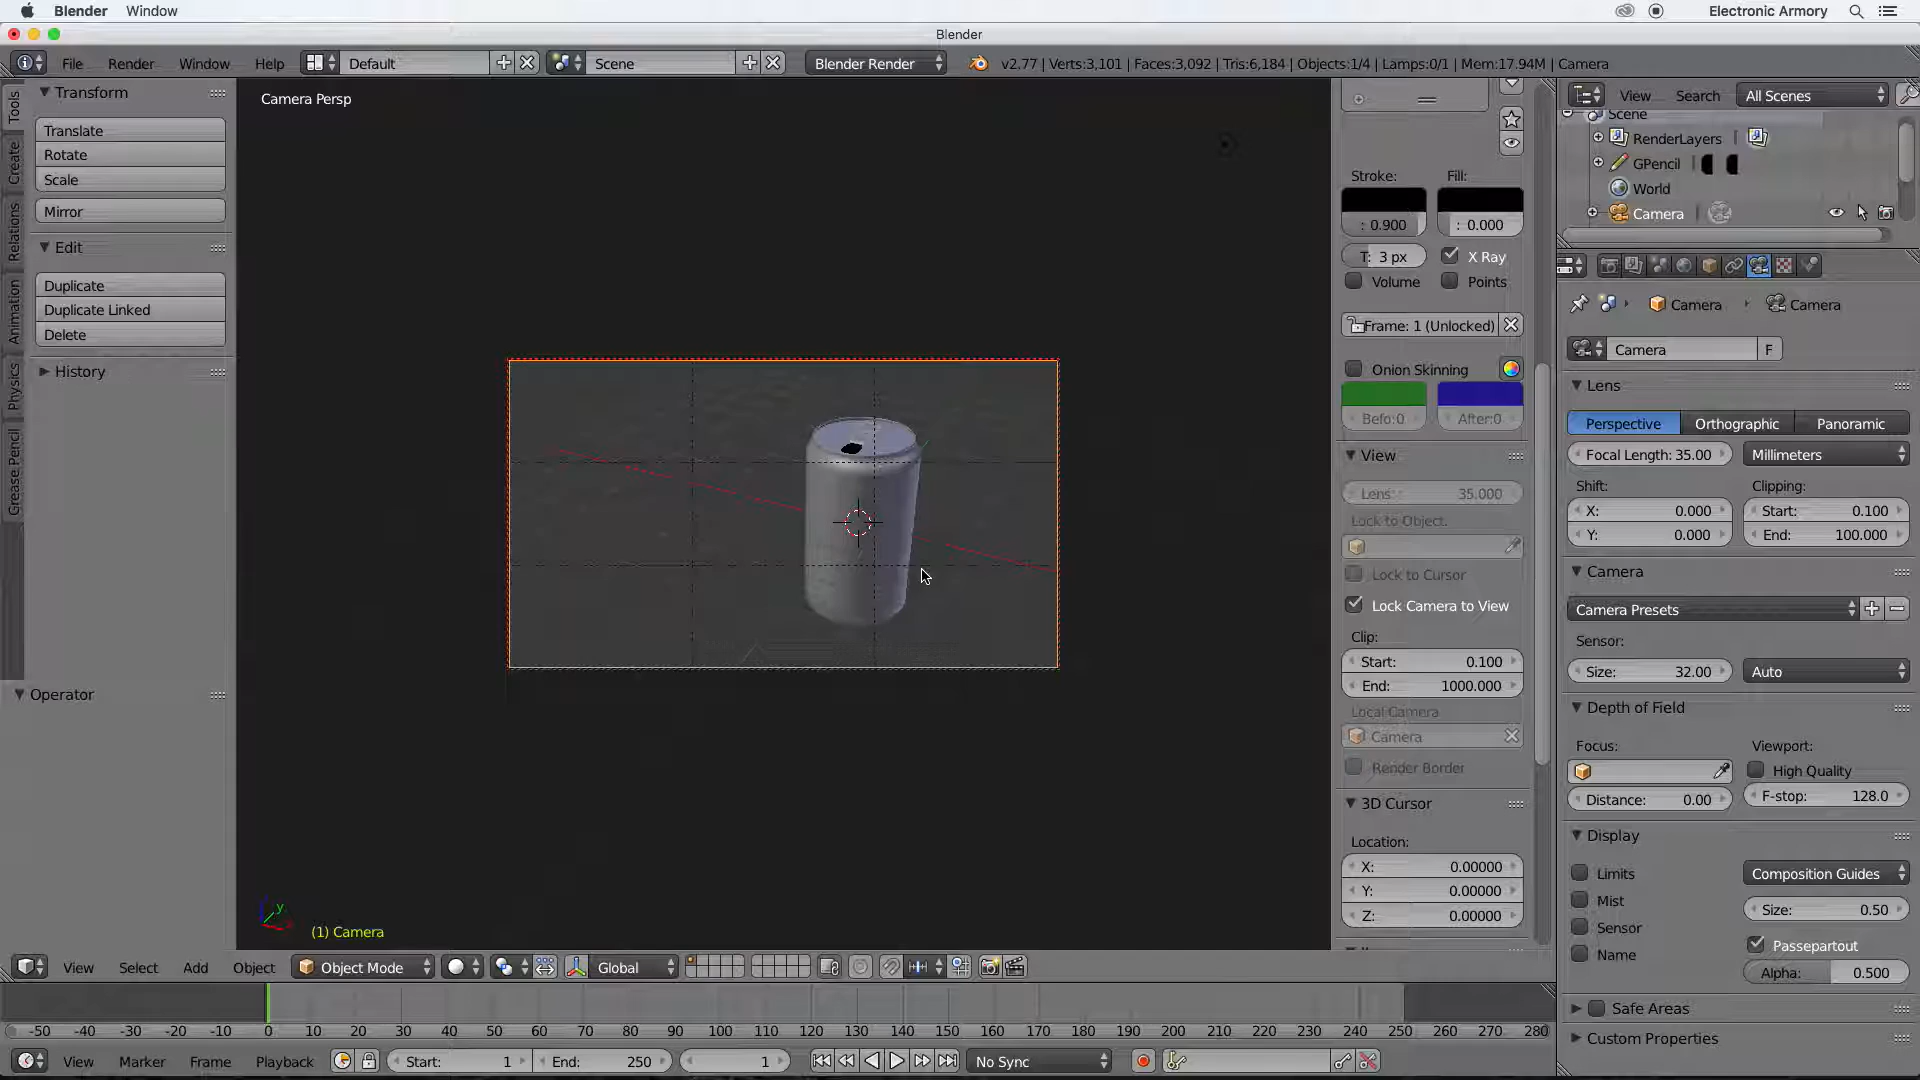 Blender Window
Electronic Armory
Blender
File Render Window Help
Default
Scene
Blender Render
v2.77 | Verts:3,101 | Faces:3,092 | Tris:6,184 | Objects:1/4 | Lamps:0/1 | Mem:17.94M | Camera
Tools
Create
Relations
Animation
Physics
Grease Pencil
Transform
Translate
Rotate
Scale
Mirror
Edit
Duplicate
Duplicate Linked
Delete
History
Operator
Camera Persp
(1) Camera
Stroke: Fill:
: 0.900 : 0.000
T: 3 px X Ray
Volume Points
Frame: 1 (Unlocked)
Onion Skinning
Befo:0 After:0
View
Lens: 35.000
Lock to Object:
Lock to Cursor
Lock Camera to View
Clip:
Start: 0.100
End: 1000.000
Local Camera
Camera
Render Border
3D Cursor
Location:
X: 0.00000
Y: 0.00000
Z: 0.00000
View Search All Scenes
Scene
RenderLayers
GPencil
World
Camera
Camera Camera
Camera F
Lens
Perspective Orthographic Panoramic
Focal Length: 35.00 Millimeters
Shift: Clipping:
X: 0.000 Start: 0.100
Y: 0.000 End: 100.000
Camera
Camera Presets
Sensor:
Size: 32.00 Auto
Depth of Field
Focus: Viewport:
High Quality
Distance: 0.00 F-stop: 128.0
Display
Limits Composition Guides
Mist Size: 0.50
Sensor
Passepartout
Name
Alpha: 0.500
Safe Areas
Custom Properties
View Select Add Object Object Mode Global
-50 -40 -30 -20 -10 0 10 20 30 40 50 60 70 80 90 100 110 120 130 140 150 160 170 180 190 200 210 220 230 240 250 260 270 280
View Marker Frame Playback Start: 1 End: 250 1 No Sync